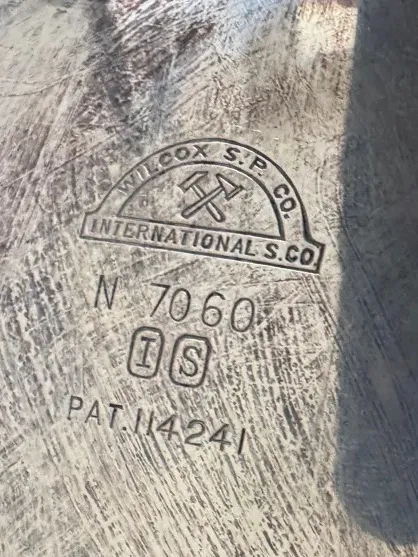 WILCOX S.P. CO.
INTERNATIONAL S.CO.
N 7060
I S
PAT.114241